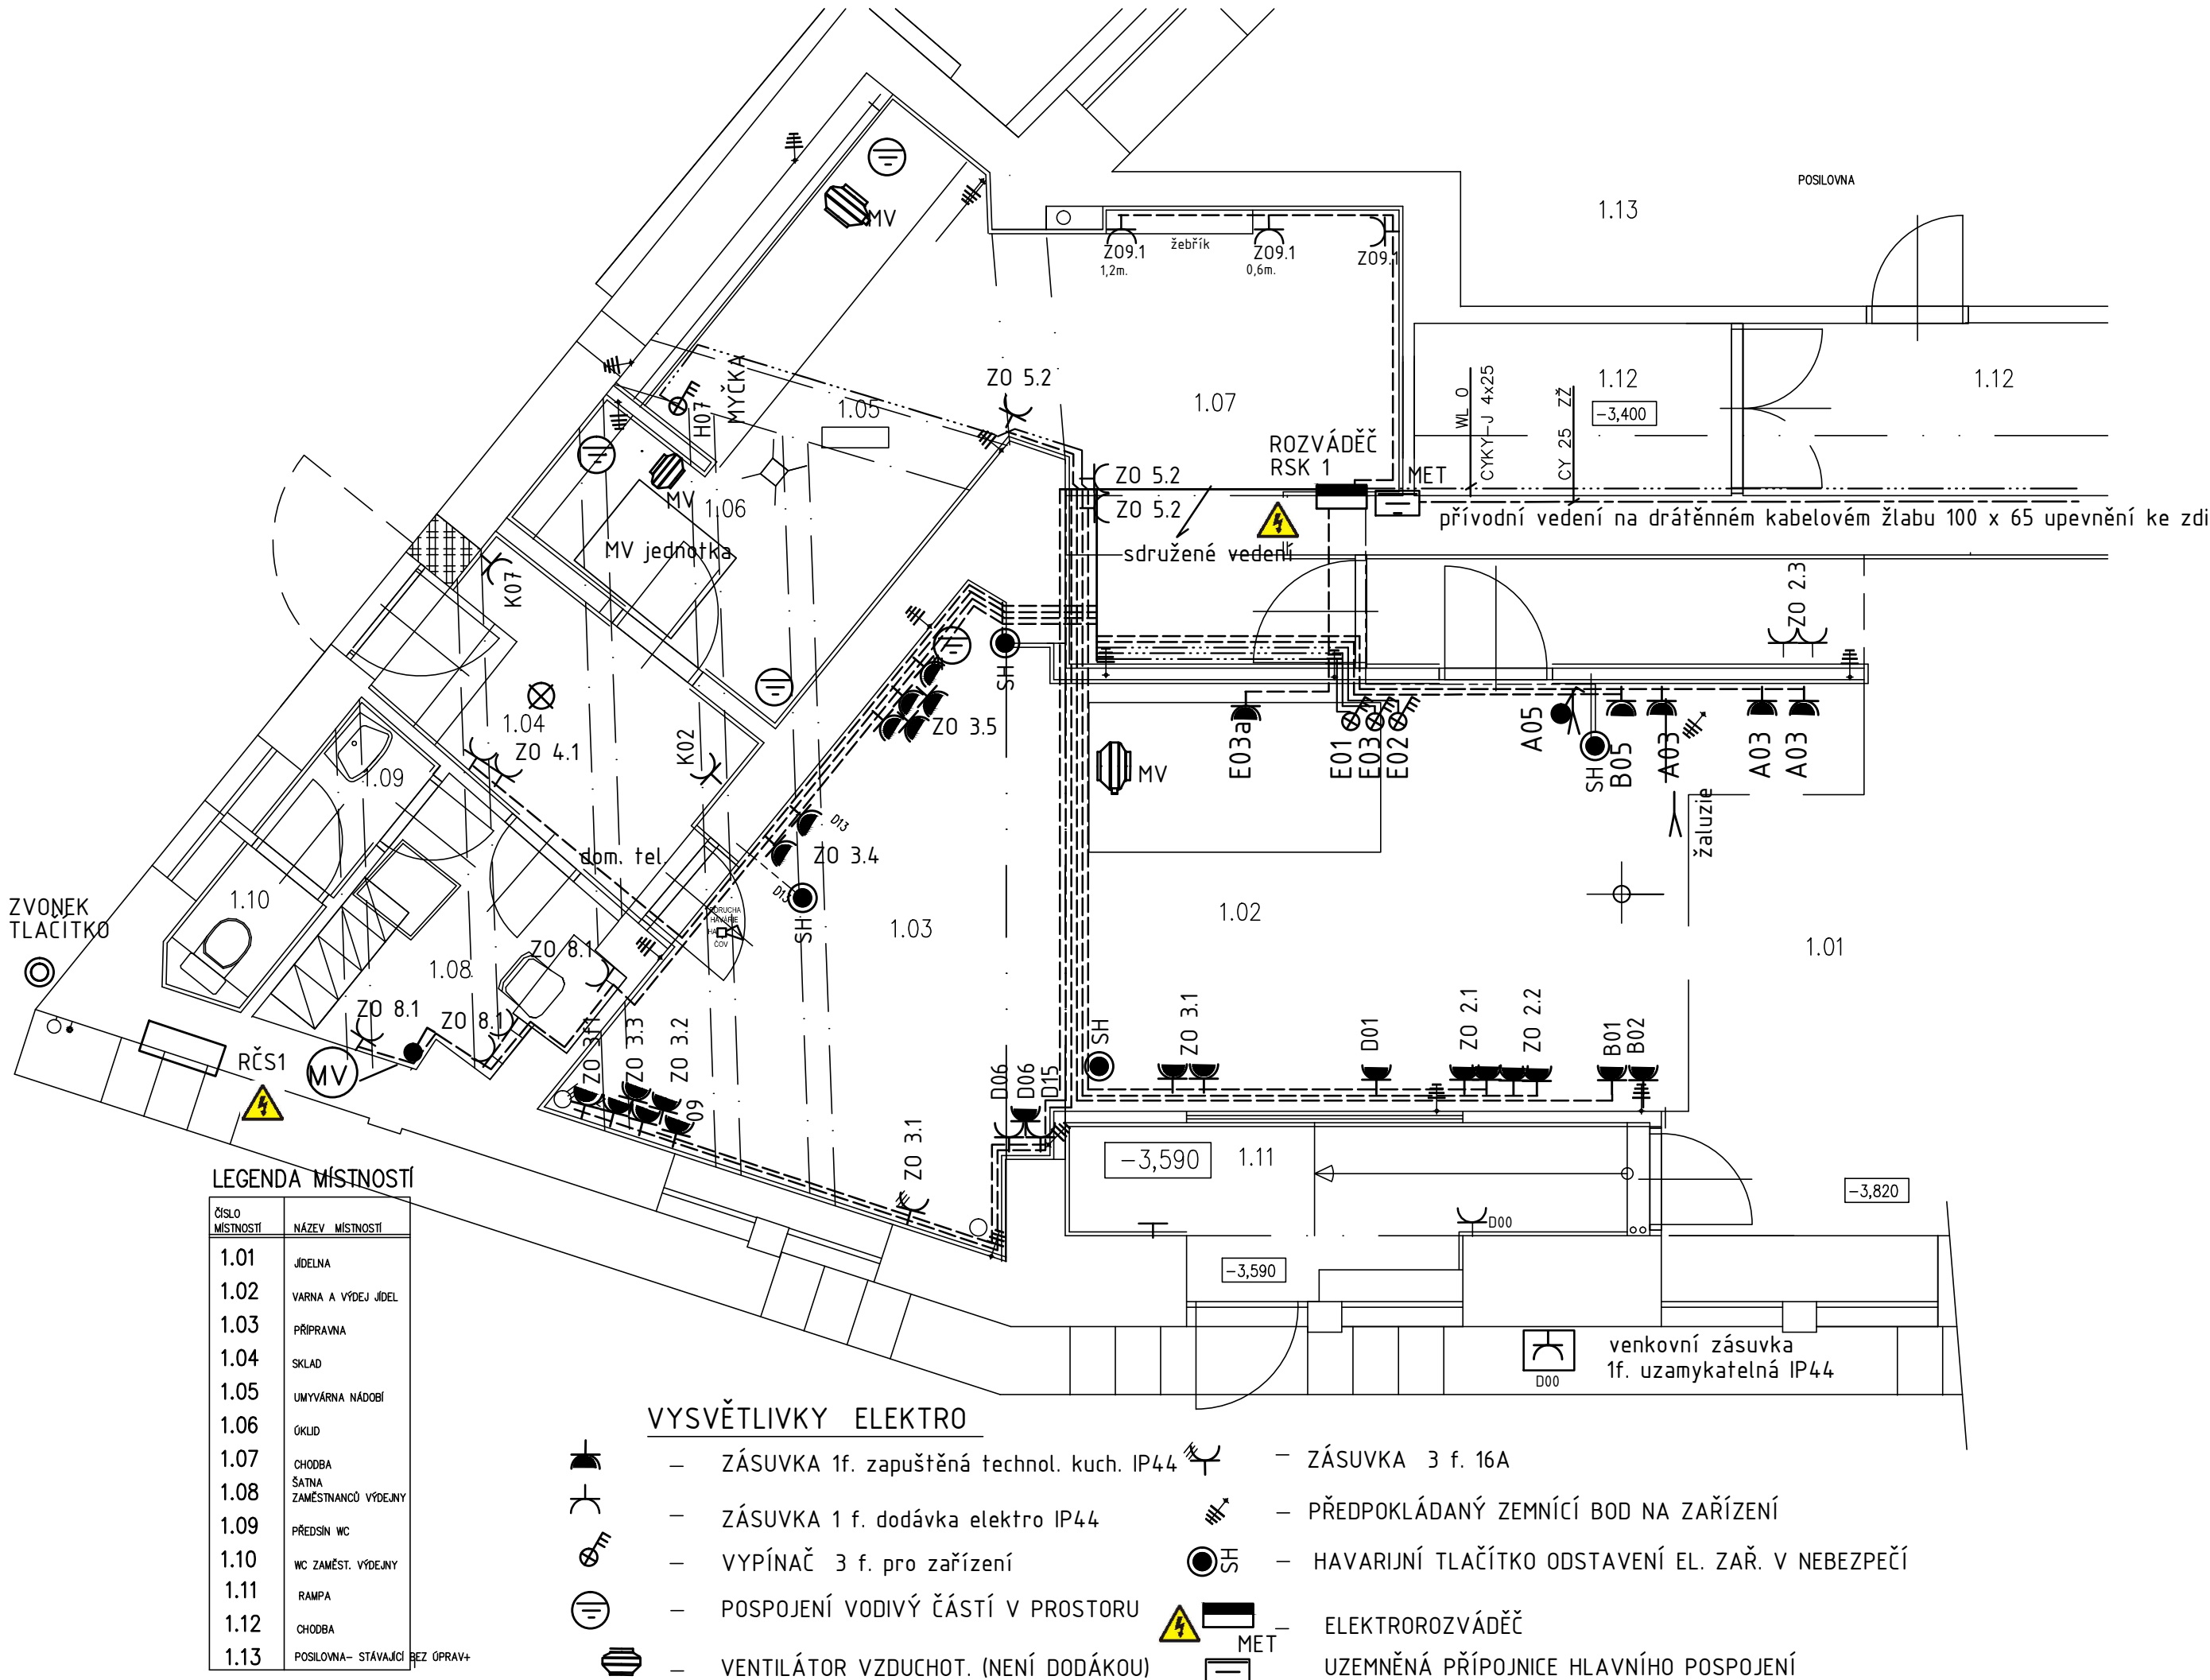 POSILOVNA
1.13
MV
žebřík
ZO9.1
1,2m.
ZO9.1
0,6m.
ZO9.1
MYČKA
H07
1.05
ZO 5.2
1.07
1.12
-3,400
1.12
WL 0
CYKY-J 4x25
CY 25 ZŽ
ROZVÁDĚČ
RSK 1
MET
ZO 5.2
ZO 5.2
přívodní vedení na drátěnném kabelovém žlabu 100 x 65 upevnění ke zdi
sdružené vedení
MV
1.06
MV jednotka
K07
ZO 2.3
SH
1.04
ZO 4.1
K02
ZO 3.5
E03a
E01
E03
E02
A05
SH
B05
A03
A03
A03
MV
žaluzie
1.09
D13
ZO 3.4
D13
SH
dom. tel.
PORUCHA
HAVÁRIE
ČOV
1.10
1.03
1.02
1.01
ZVONEK
TLAČÍTKO
1.08
ZO 8.1
ZO 8.1
ZO 8.1
RČS1
MV
ZO 3.1
ZO 3.3
ZO 3.2
09
D06
D06
D15
SH
ZO 3.1
D01
ZO 2.1
ZO 2.2
B01
B02
ZO 3.1
-3,590
1.11
-3,820
D00
-3,590
D00
venkovní zásuvka
1f. uzamykatelná IP44
LEGENDA MÍSTNOSTÍ
ČÍSLO
MÍSTNOSTÍ NÁZEV MÍSTNOSTÍ
1.01 JÍDELNA
1.02 VARNA A VÝDEJ JÍDEL
1.03 PŘÍPRAVNA
1.04 SKLAD
1.05 UMYVÁRNA NÁDOBÍ
1.06 ÚKLID
1.07 CHODBA
1.08 ŠATNA
ZAMĚSTNANCŮ VÝDEJNY
1.09 PŘEDSÍN WC
1.10 WC ZAMĚST. VÝDEJNY
1.11 RAMPA
1.12 CHODBA
1.13 POSILOVNA- STÁVAJÍCÍ BEZ ÚPRAV+
VYSVĚTLIVKY ELEKTRO
– ZÁSUVKA 1f. zapuštěná technol. kuch. IP44
– ZÁSUVKA 1 f. dodávka elektro IP44
– VYPÍNAČ 3 f. pro zařízení
– POSPOJENÍ VODIVÝ ČÁSTÍ V PROSTORU
– VENTILÁTOR VZDUCHOT. (NENÍ DODÁKOU)
– ZÁSUVKA 3 f. 16A
– PŘEDPOKLÁDANÝ ZEMNÍCÍ BOD NA ZAŘÍZENÍ
SH – HAVARIJNÍ TLAČÍTKO ODSTAVENÍ EL. ZAŘ. V NEBEZPEČÍ
– ELEKTROROZVÁDĚČ
MET
UZEMNĚNÁ PŘÍPOJNICE HLAVNÍHO POSPOJENÍ